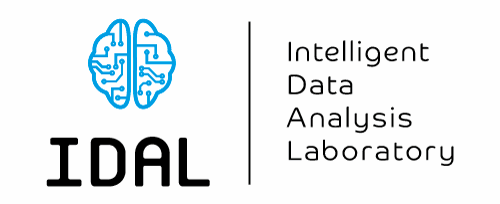 IDAL
Intelligent
Data
Analysis
Laboratory